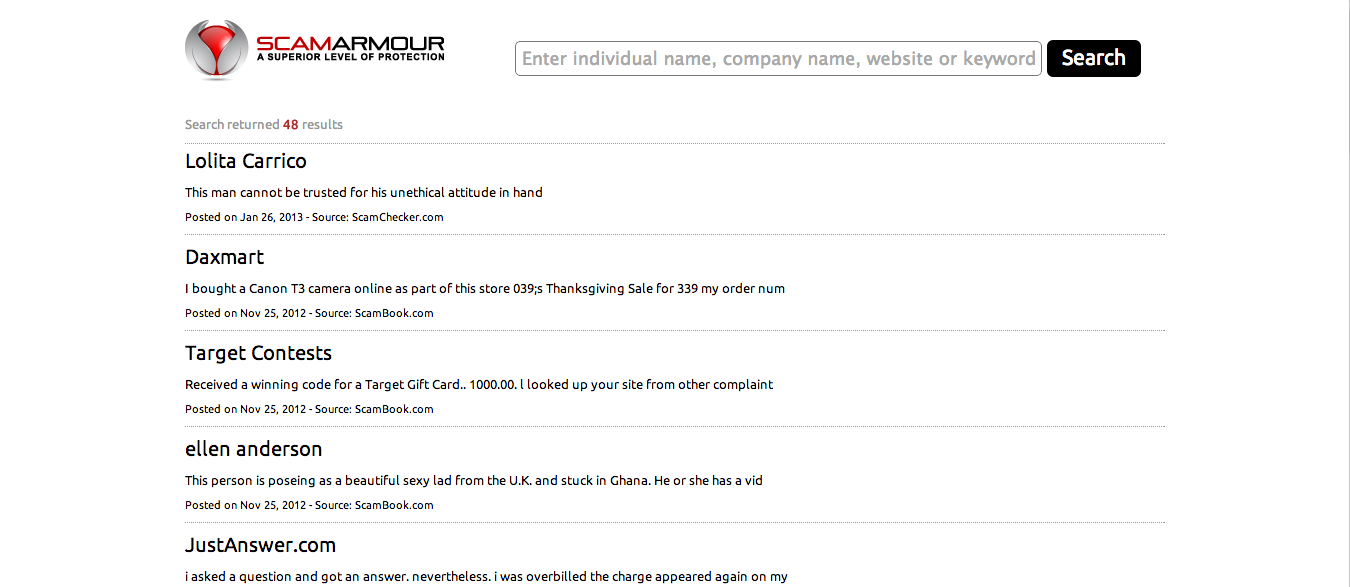 SCAMARMOUR
A SUPERIOR LEVEL OF PROTECTION
Enter individual name, company name, website or keyword
Search
Search returned 48 results
Lolita Carrico
This man cannot be trusted for his unethical attitude in hand
Posted on Jan 26, 2013 - Source: ScamChecker.com
Daxmart
I bought a Canon T3 camera online as part of this store 039;s Thanksgiving Sale for 339 my order num
Posted on Nov 25, 2012 - Source: ScamBook.com
Target Contests
Received a winning code for a Target Gift Card.. 1000.00. l looked up your site from other complaint
Posted on Nov 25, 2012 - Source: ScamBook.com
ellen anderson
This person is poseing as a beautiful sexy lad from the U.K. and stuck in Ghana. He or she has a vid
Posted on Nov 25, 2012 - Source: ScamBook.com
JustAnswer.com
i asked a question and got an answer. nevertheless. i was overbilled the charge appeared again on my